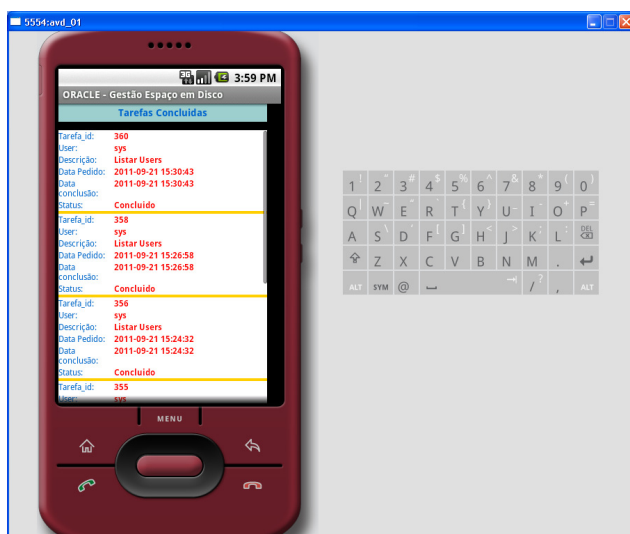 5554:avd_01
3G 3:59 PM
ORACLE - Gestão Espaço em Disco
Tarefas Concluidas
Tarefa_id: 360
User: sys
Descrição: Listar Users
Data Pedido: 2011-09-21 15:30:43
Data conclusão: 2011-09-21 15:30:43
Status: Concluido
Tarefa_id: 358
User: sys
Descrição: Listar Users
Data Pedido: 2011-09-21 15:26:58
Data conclusão: 2011-09-21 15:26:58
Status: Concluido
Tarefa_id: 356
User: sys
Descrição: Listar Users
Data Pedido: 2011-09-21 15:24:32
Data conclusão: 2011-09-21 15:24:32
Status: Concluido
Tarefa_id: 355
User: sys
MENU
1 ! 2 " 3 # 4 $ 5 % 6 ^ 7 & 8 * 9 ( 0 )
Q | W ~ E " R ` T { Y } U _ I - O + P =
A S \ D ' F [ G ] H < J > K ; L : DEL
Z X C V B N M .
ALT SYM @ / ? , ALT